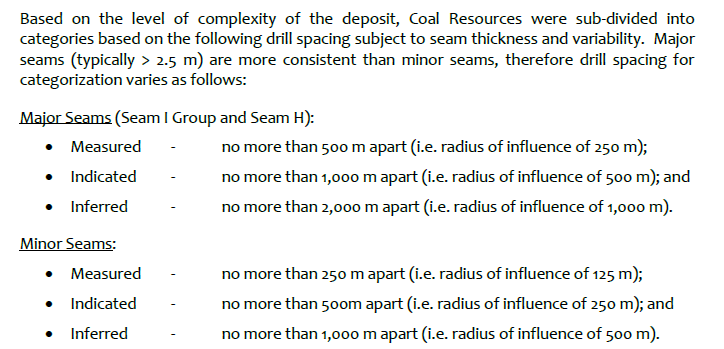 Based on the level of complexity of the deposit, Coal Resources were sub-divided into
categories based on the following drill spacing subject to seam thickness and variability. Major
seams (typically > 2.5 m) are more consistent than minor seams, therefore drill spacing for
categorization varies as follows:
Major Seams (Seam I Group and Seam H):
• Measured - no more than 500 m apart (i.e. radius of influence of 250 m);
• Indicated - no more than 1,000 m apart (i.e. radius of influence of 500 m); and
• Inferred - no more than 2,000 m apart (i.e. radius of influence of 1,000 m).
Minor Seams:
• Measured - no more than 250 m apart (i.e. radius of influence of 125 m);
• Indicated - no more than 500m apart (i.e. radius of influence of 250 m); and
• Inferred - no more than 1,000 m apart (i.e. radius of influence of 500 m).